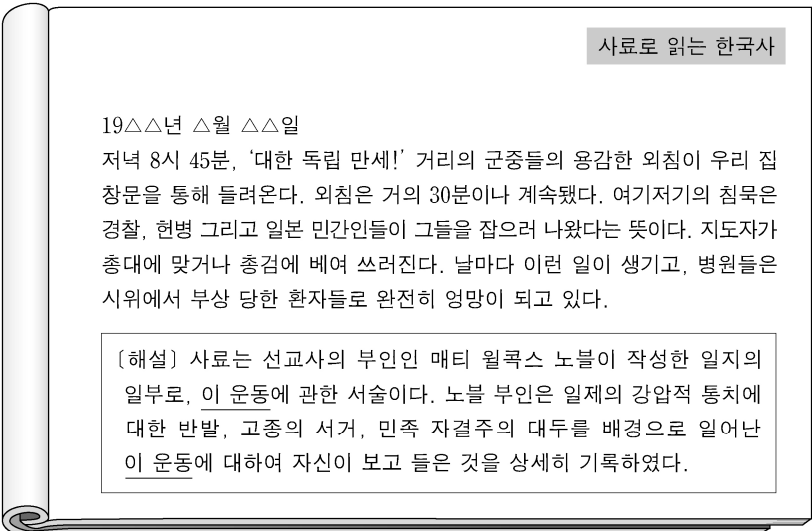 사료로 읽는 한국사
19△△년 △월 △△일
저녁 8시 45분, ‘대한 독립 만세!’ 거리의 군중들의 용감한 외침이 우리 집
창문을 통해 들려온다. 외침은 거의 30분이나 계속됐다. 여기저기의 침묵은
경찰, 헌병 그리고 일본 민간인들이 그들을 잡으러 나왔다는 뜻이다. 지도자가
총대에 맞거나 총검에 베여 쓰러진다. 날마다 이런 일이 생기고, 병원들은
시위에서 부상 당한 환자들로 완전히 엉망이 되고 있다.
〔해설〕 사료는 선교사의 부인인 매티 윌콕스 노블이 작성한 일지의
일부로, 이 운동에 관한 서술이다. 노블 부인은 일제의 강압적 통치에
대한 반발, 고종의 서거, 민족 자결주의 대두를 배경으로 일어난
이 운동에 대하여 자신이 보고 들은 것을 상세히 기록하였다.